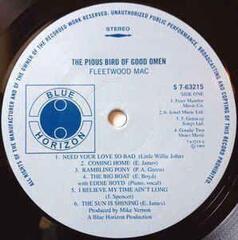 ALL RIGHTS OF THE MANUFACTURER AND OF THE OWNER OF THE RECORDED WORK RESERVED. UNAUTHORIZED PUBLIC PERFORMANCE, BROADCASTING AND COPYING OF THIS RECORD PROHIBITED.
STEREO
THE PIOUS BIRD OF GOOD OMEN
FLEETWOOD MAC
BLUE
HORIZON
S 7-63215
SIDE ONE
1. NEED YOUR LOVE SO BAD (Little Willie John)
2. COMING HOME (E. James)
3. RAMBLING PONY (P. A. Green)
4. THE BIG BOAT (E. Boyd)
with EDDIE BOYD (Piano, vocal)
5. I BELIEVE MY TIME AIN'T LONG
(J. Spencer)
6. THE SUN IS SHINING (E. James)
Produced by Mike Vernon
A Blue Horizon Production